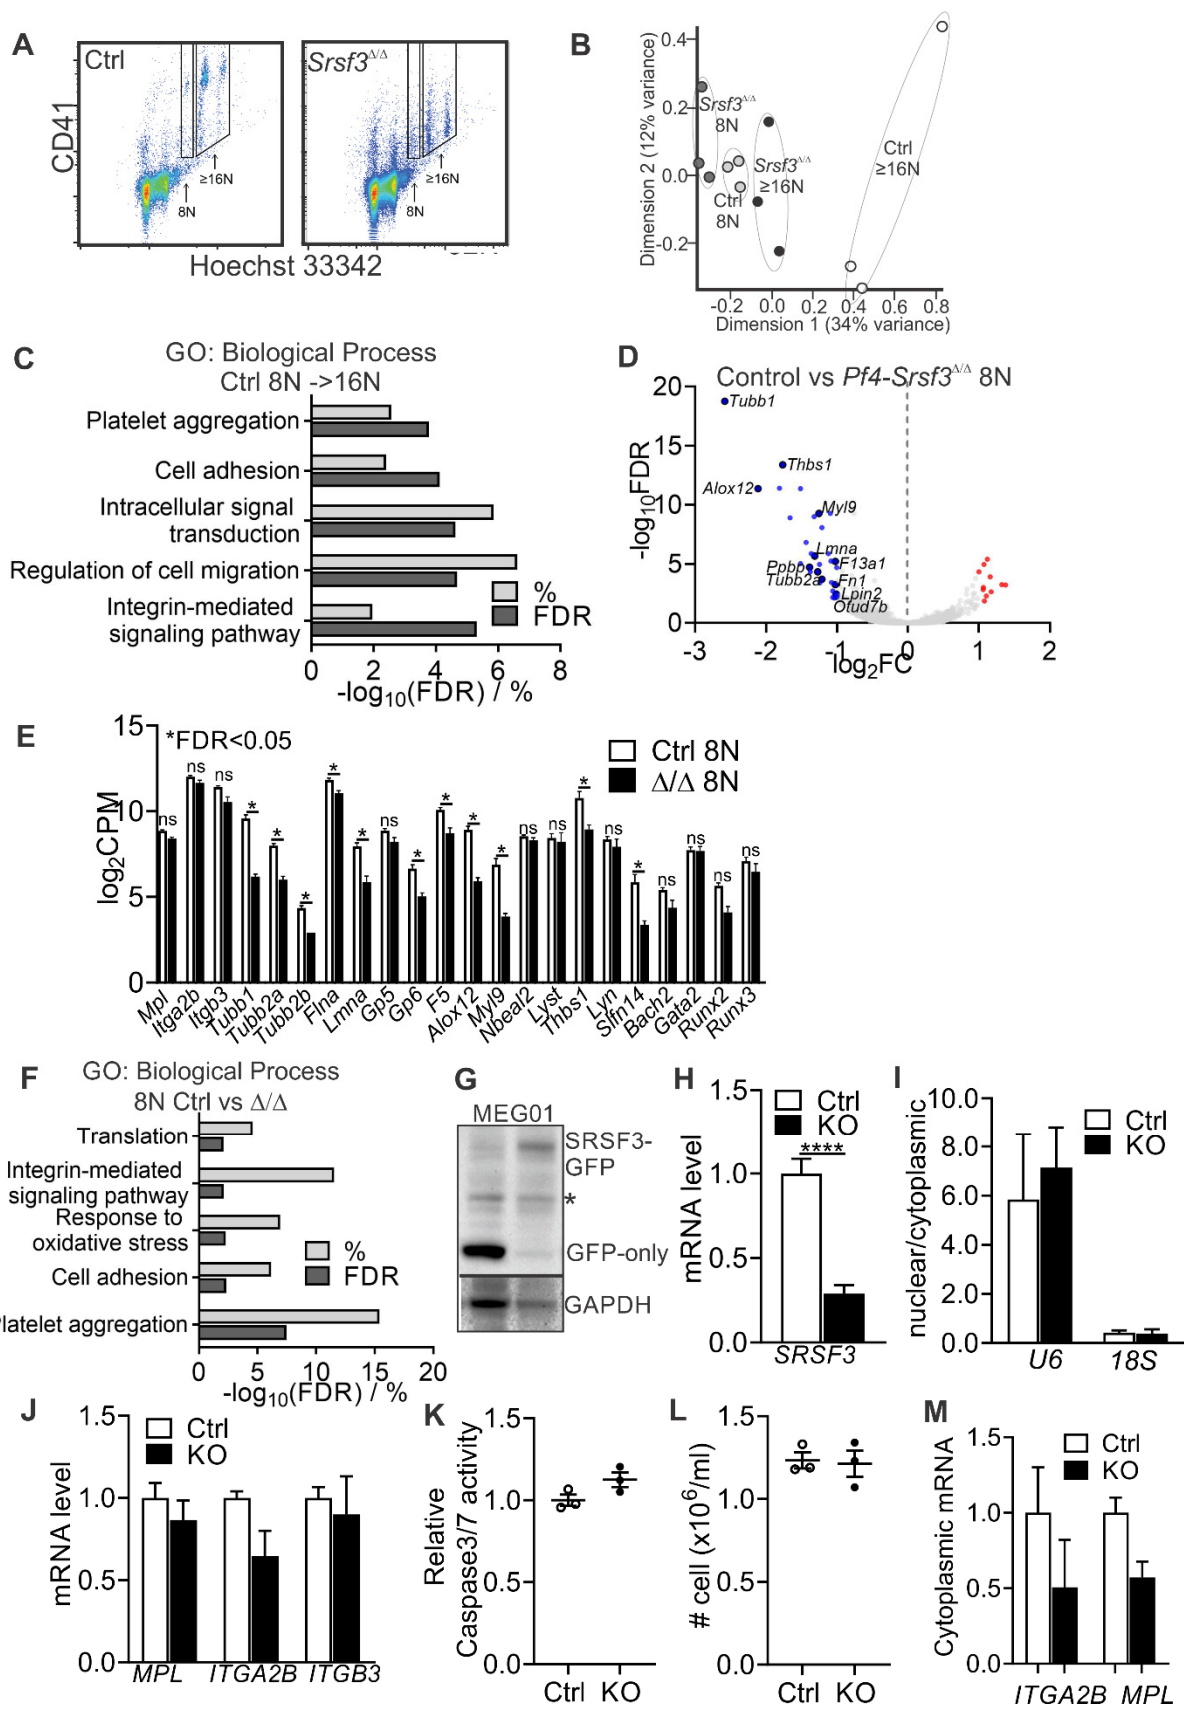 A
Ctrl
Srsf3Δ/Δ
CD41
8N
≥16N
8N
≥16N
Hoechst 33342
B
Dimension 2 (12% variance)
0.4
0.2
0.0
-0.2
Srsf3Δ/Δ
8N
Ctrl
8N
Srsf3Δ/Δ
≥16N
Ctrl
≥16N
-0.2 0.0 0.2 0.4 0.6 0.8
Dimension 1 (34% variance)
C
GO: Biological Process
Ctrl 8N ->16N
Platelet aggregation
Cell adhesion
Intracellular signal
transduction
Regulation of cell migration
Integrin-mediated
signaling pathway
%
FDR
0 2 4 6 8
-log10(FDR) / %
D
Control vs Pf4-Srsf3Δ/Δ 8N
-log10FDR
20
15
10
5
0
Tubb1
Thbs1
Alox12
Myl9
Lmna
Ppbp
F13a1
Tubb2a
Fn1
Lpin2
Otud7b
-3 -2 -1 0 1 2
log2FC
E
*FDR<0.05
Ctrl 8N
Δ/Δ 8N
log2CPM
15
10
5
0
ns ns ns * * * * * ns * * * * ns ns * ns * ns ns ns ns
Mpl Itga2b Itgb3 Tubb1 Tubb2a Tubb2b Flna Lmna Gp5 Gp6 F5 Alox12 Myl9 Nbeal2 Lyst Thbs1 Lyn Slfn14 Bach2 Gata2 Runx2 Runx3
F
GO: Biological Process
8N Ctrl vs Δ/Δ
Translation
Integrin-mediated
signaling pathway
Response to
oxidative stress
Cell adhesion
Platelet aggregation
%
FDR
0 5 10 15 20
-log10(FDR) / %
G
MEG01
SRSF3-
GFP
*
GFP-only
GAPDH
H
mRNA level
1.5
1.0
0.5
0.0
Ctrl
KO
****
SRSF3
I
nuclear/cytoplasmic
10.0
8.0
6.0
4.0
2.0
0.0
Ctrl
KO
U6 18S
J
mRNA level
1.5
1.0
0.5
0.0
Ctrl
KO
MPL ITGA2B ITGB3
K
Relative
Caspase3/7 activity
1.5
1.0
0.5
0.0
Ctrl KO
L
# cell (x10^6/ml)
1.5
1.0
0.5
0.0
Ctrl KO
M
Cytoplasmic mRNA
1.5
1.0
0.5
0.0
Ctrl
KO
ITGA2B MPL